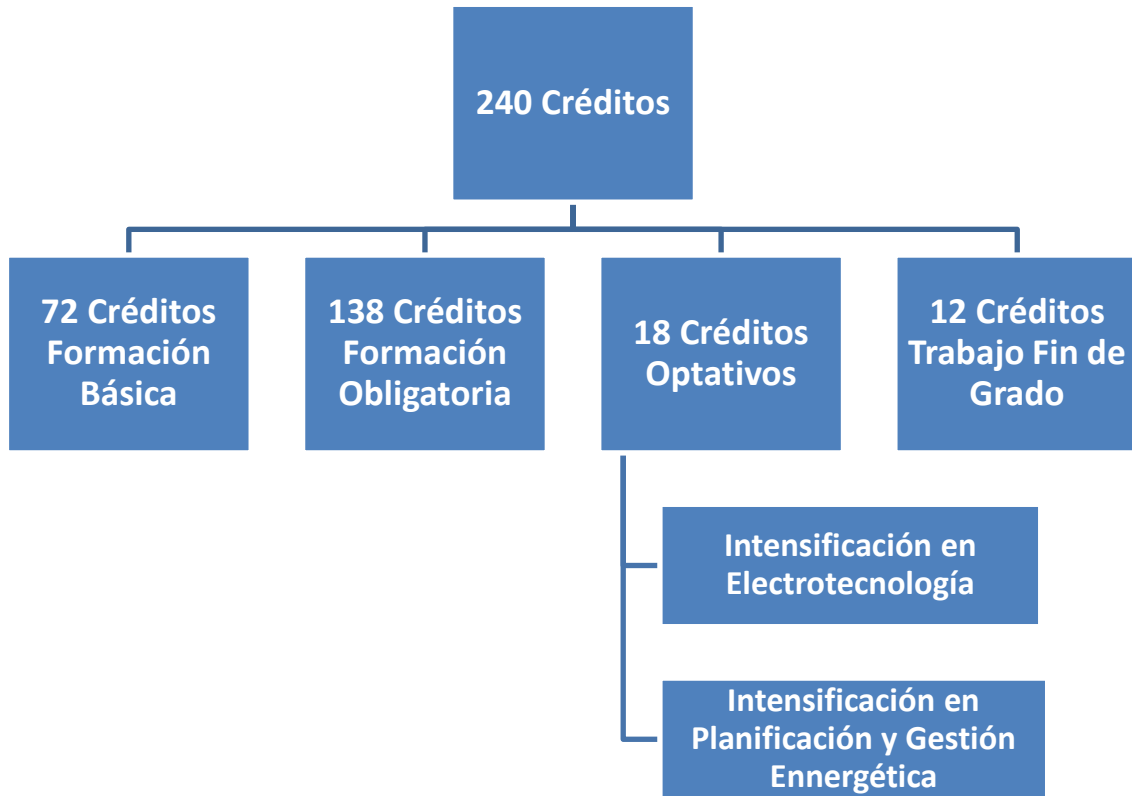 240 Créditos
72 Créditos
Formación
Básica
138 Créditos
Formación
Obligatoria
18 Créditos
Optativos
12 Créditos
Trabajo Fin de
Grado
Intensificación en
Electrotecnología
Intensificación en
Planificación y Gestión
Ennergética